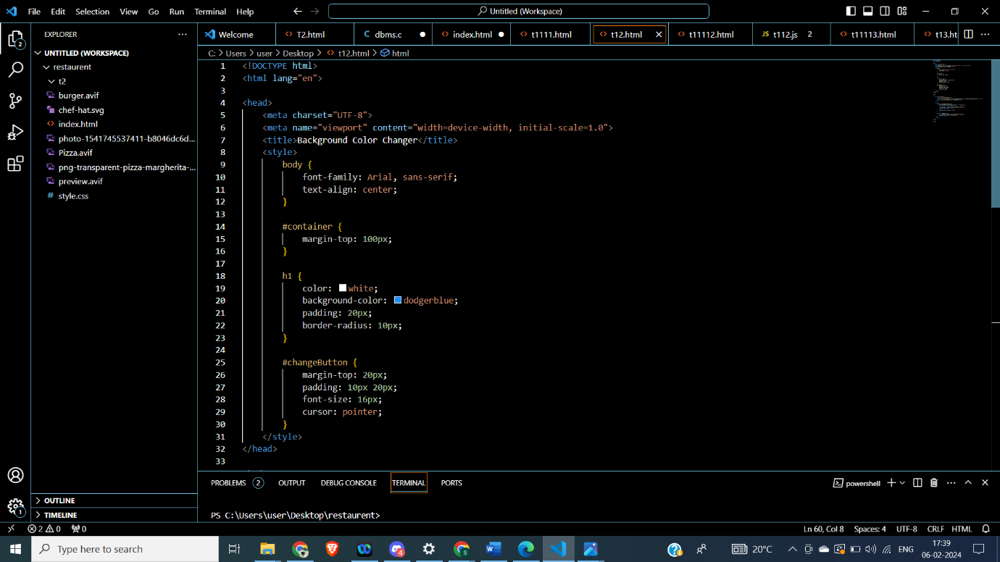 File Edit Selection View Go Run Terminal Help
Untitled (Workspace)
EXPLORER
Welcome
T2.html
dbms.c
index.html
t1111.html
t12.html
t11112.html
t112.js 2
t11113.html
t13.ht
2
UNTITLED (WORKSPACE)
restaurent
t2
burger.avif
chef-hat.svg
index.html
photo-1541745537411-b8046dc6d...
Pizza.avif
png-transparent-pizza-margherita-...
preview.avif
style.css
C: > Users > user > Desktop > t12.html > html
1 <!DOCTYPE html>
2 <html lang="en">
3
4 <head>
5 <meta charset="UTF-8">
6 <meta name="viewport" content="width=device-width, initial-scale=1.0">
7 <title>Background Color Changer</title>
8 <style>
9 body {
10 font-family: Arial, sans-serif;
11 text-align: center;
12 }
13
14 #container {
15 margin-top: 100px;
16 }
17
18 h1 {
19 color: white;
20 background-color: dodgerblue;
21 padding: 20px;
22 border-radius: 10px;
23 }
24
25 #changeButton {
26 margin-top: 20px;
27 padding: 10px 20px;
28 font-size: 16px;
29 cursor: pointer;
30 }
31 </style>
32 </head>
33
OUTLINE
TIMELINE
1
PROBLEMS 2 OUTPUT DEBUG CONSOLE TERMINAL PORTS
powershell
PS C:\Users\user\Desktop\restaurent>
2 0 0
Ln 60, Col 8 Spaces: 4 UTF-8 CRLF HTML
Type here to search
20°C
ENG
17:39
06-02-2024